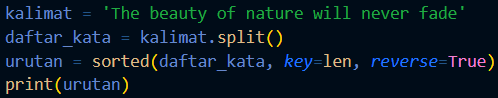 kalimat = 'The beauty of nature will never fade'
daftar_kata = kalimat.split()
urutan = sorted(daftar_kata, key=len, reverse=True)
print(urutan)